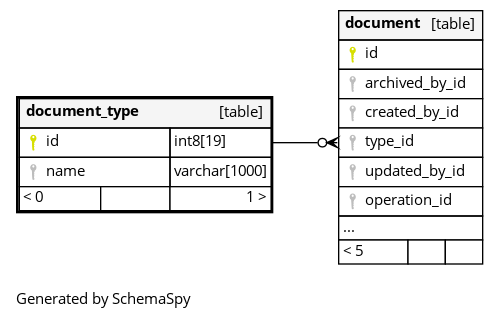 document [table]
id
archived_by_id
created_by_id
type_id
updated_by_id
operation_id
...
< 5
document_type [table]
id int8[19]
name varchar[1000]
< 0 1 >
Generated by SchemaSpy